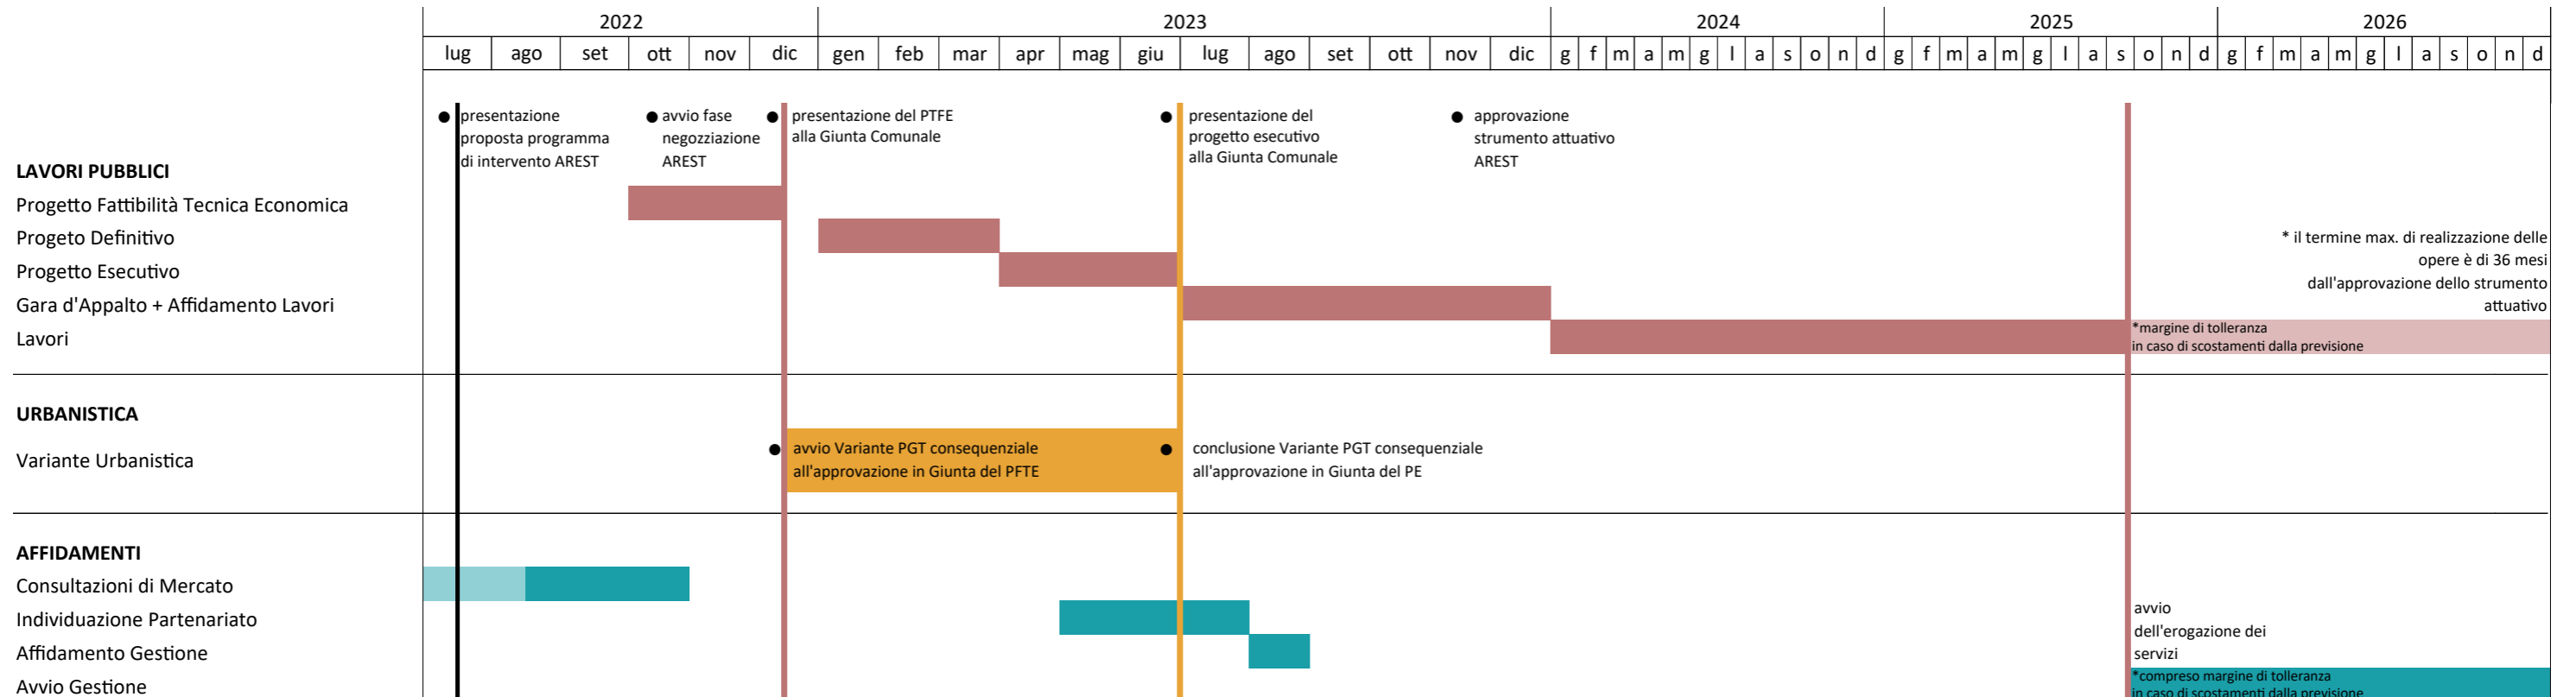 2022 2023 2024 2025 2026
lug ago set ott nov dic gen feb mar apr mag giu lug ago set ott nov dic g f m a m g l a s o n d g f m a m g l a s o n d g f m a m g l a s o n d
● presentazione
proposta programma
di intervento AREST
● avvio fase
negozziazione
AREST
● presentazione del PTFE
alla Giunta Comunale
● presentazione del
progetto esecutivo
alla Giunta Comunale
● approvazione
strumento attuativo
AREST
LAVORI PUBBLICI
Progetto Fattibilità Tecnica Economica
Progeto Definitivo
Progetto Esecutivo
Gara d'Appalto + Affidamento Lavori
Lavori
* il termine max. di realizzazione delle
opere è di 36 mesi
dall'approvazione dello strumento
attuativo
*margine di tolleranza
in caso di scostamenti dalla previsione
URBANISTICA
Variante Urbanistica
● avvio Variante PGT consequenziale
all'approvazione in Giunta del PFTE
● conclusione Variante PGT consequenziale
all'approvazione in Giunta del PE
AFFIDAMENTI
Consultazioni di Mercato
Individuazione Partenariato
Affidamento Gestione
Avvio Gestione
avvio
dell'erogazione dei
servizi
*compreso margine di tolleranza
in caso di scostamenti dalla previsione